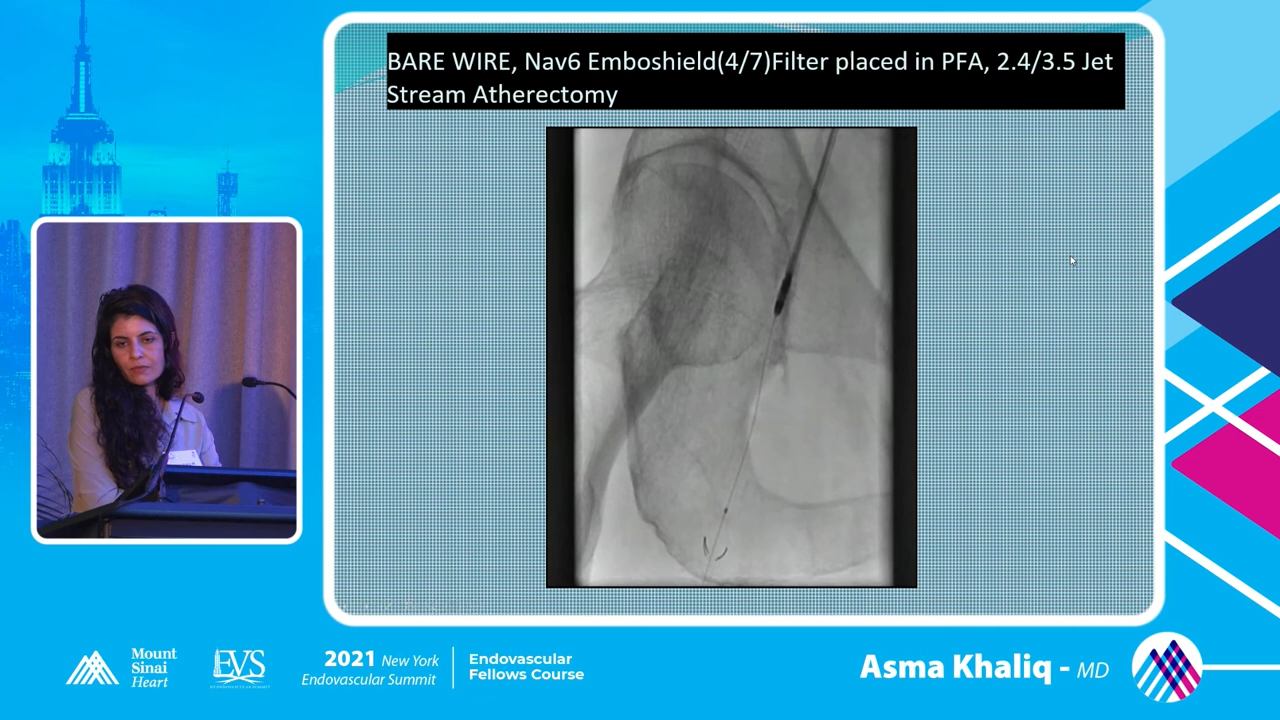 BARE WIRE, Nav6 Emboshield(4/7)Filter placed in PFA, 2.4/3.5 Jet
Stream Atherectomy
Mount
Sinai
Heart
EVS
2021 New York
Endovascular Summit
Endovascular
Fellows Course
Asma Khaliq - MD